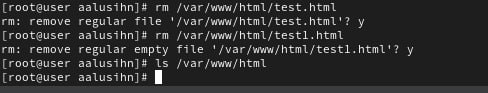 [root@user aalusihn]# rm /var/www/html/test.html
rm: remove regular file '/var/www/html/test.html'? y
[root@user aalusihn]# rm /var/www/html/test1.html
rm: remove regular empty file '/var/www/html/test1.html'? y
[root@user aalusihn]# ls /var/www/html
[root@user aalusihn]#